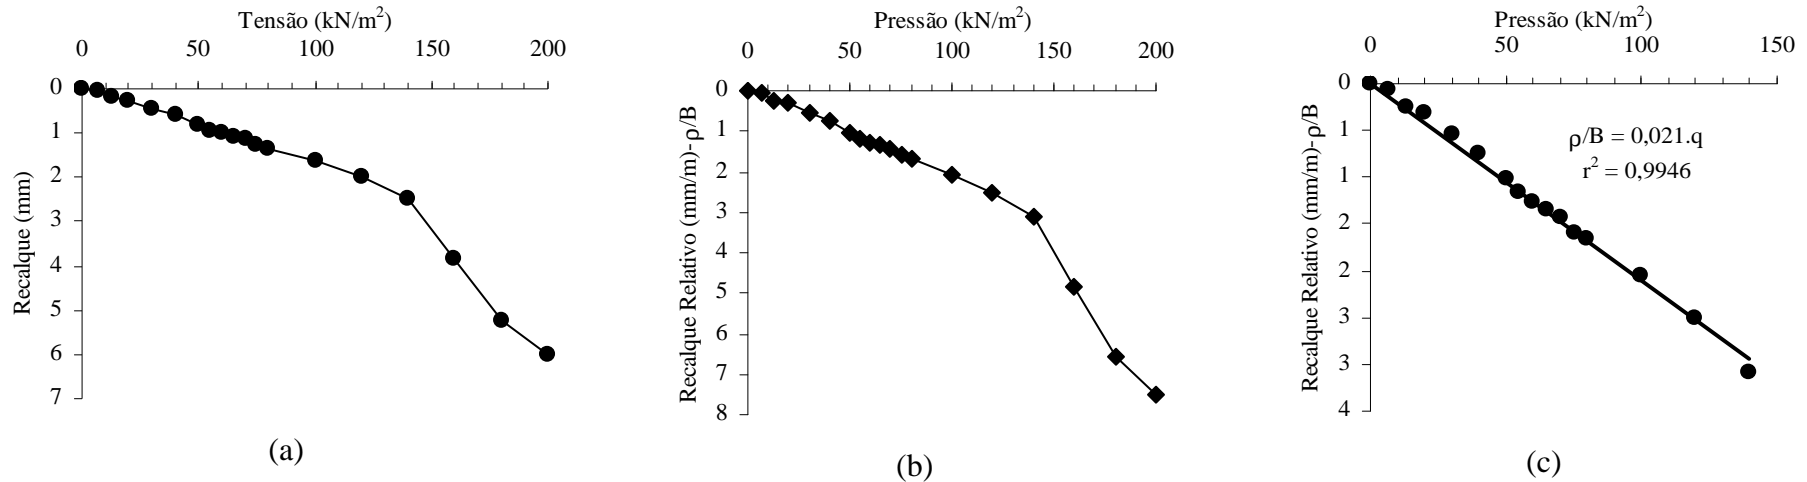 Tensão (kN/m²)
0 50 100 150 200
0
1
2
3
4
5
6
7
Recalque (mm)
(a)
Pressão (kN/m²)
0 50 100 150 200
0
1
2
3
4
5
6
7
8
Recalque Relativo (mm/m)-ρ/B
(b)
Pressão (kN/m²)
0 50 100 150
0
1
1
2
2
3
3
4
Recalque Relativo (mm/m)-ρ/B
ρ/B = 0,021.q
r² = 0,9946
(c)